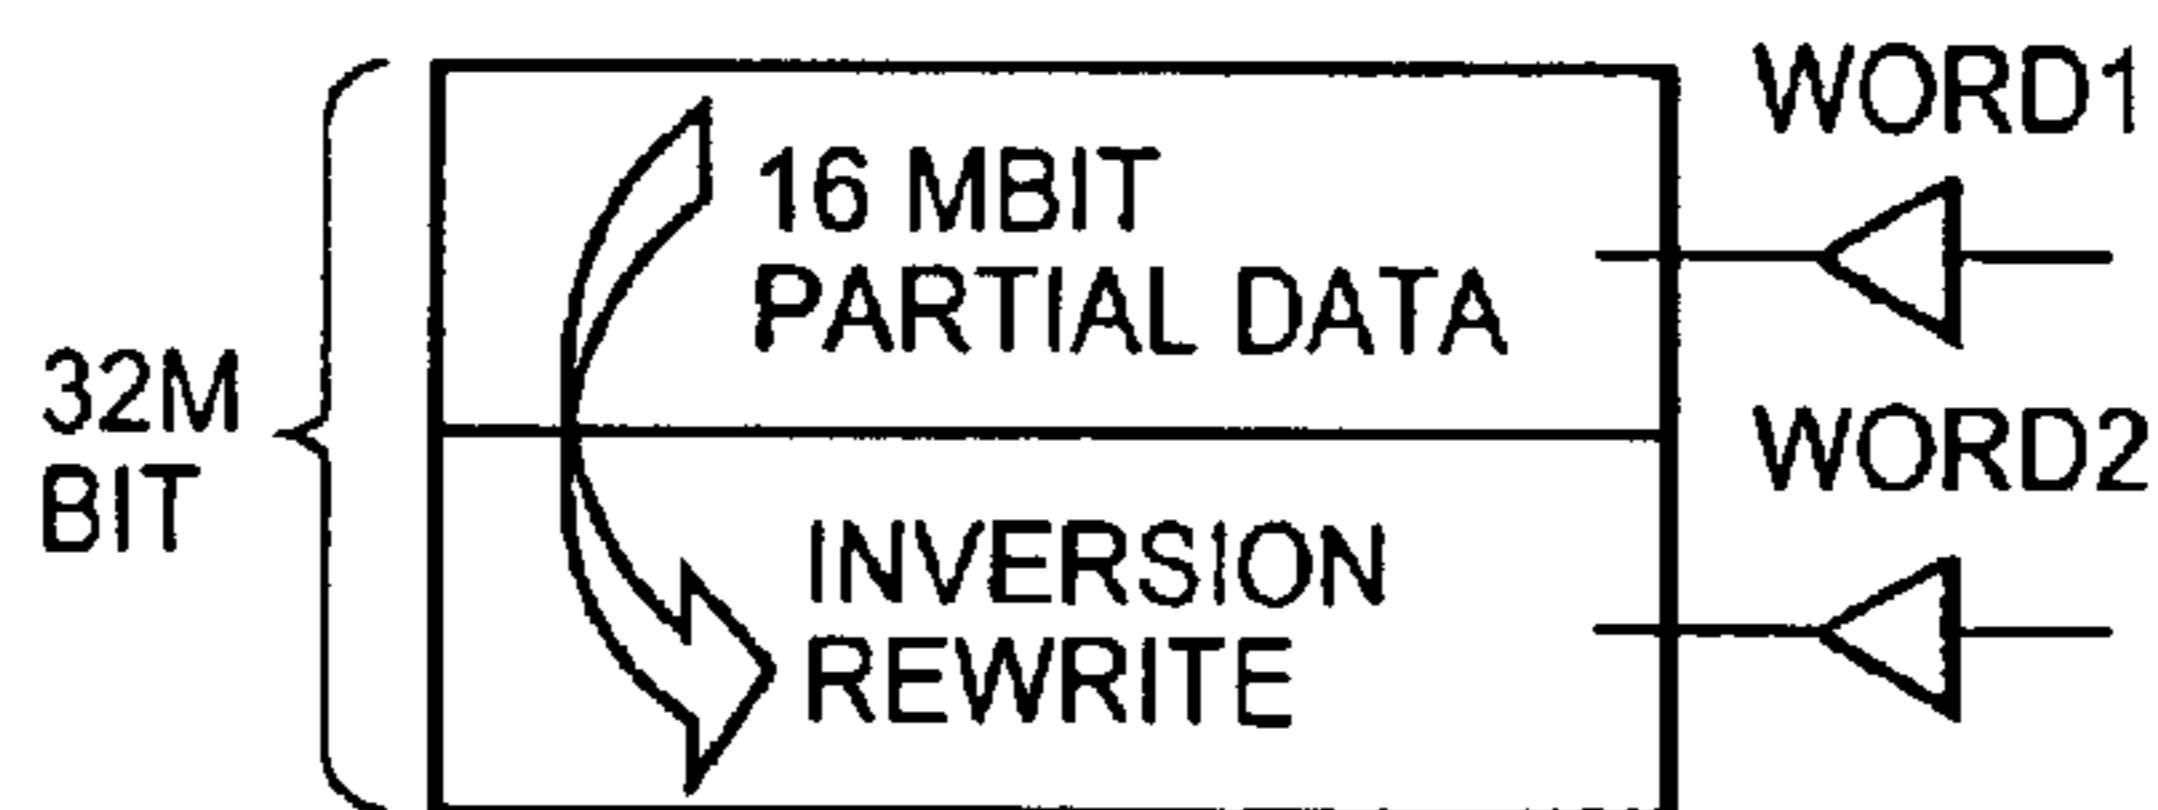 WORD1
16 MBIT
PARTIAL DATA
32M
BIT
WORD2
INVERSION
REWRITE